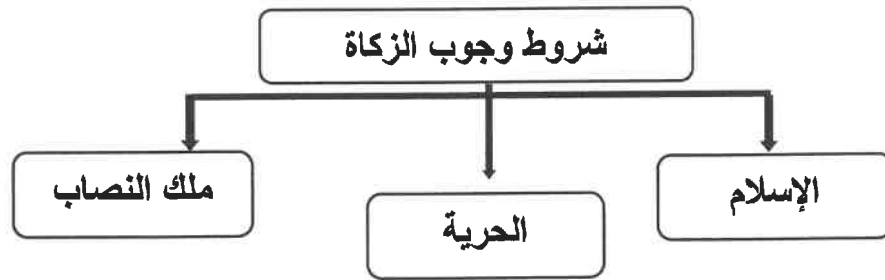 شروط وجوب الزكاة
الإسلام
الحرية
ملك النصاب